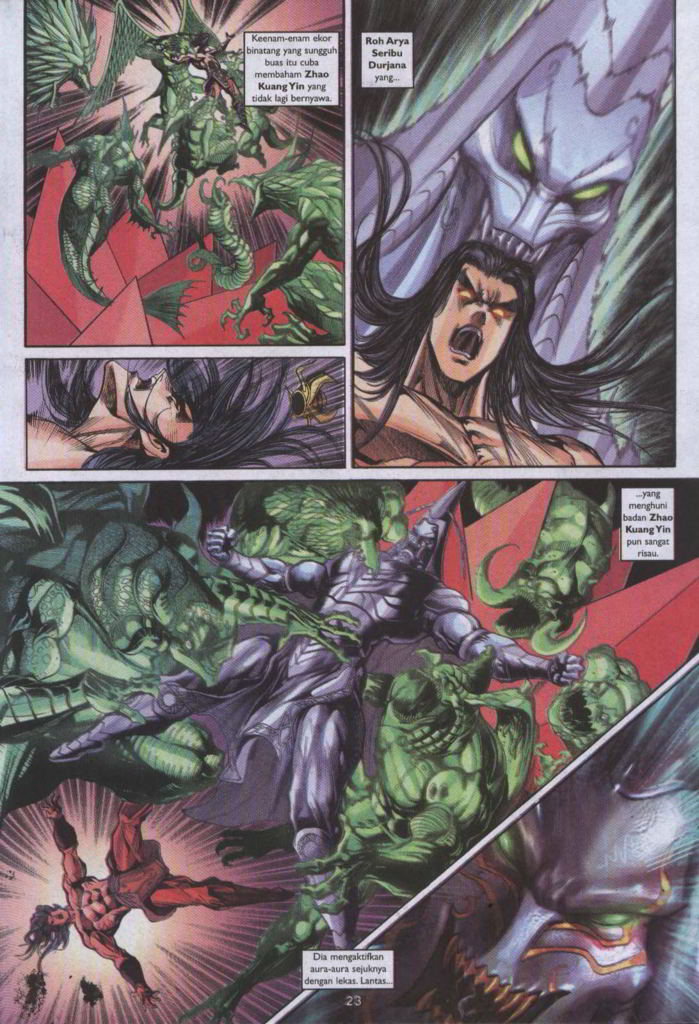 Keenam-enam ekor
binatang yang sungguh
buas itu cuba
membaham Zhao
Kuang Yin yang
tidak lagi bernyawa.
Roh Arya
Seribu
Durjana
yang...
...yang
menghuni
badan Zhao
Kuang Yin
pun sangat
risau.
Dia mengaktifkan
aura-aura sejuknya
dengan lekas. Lantas...
23